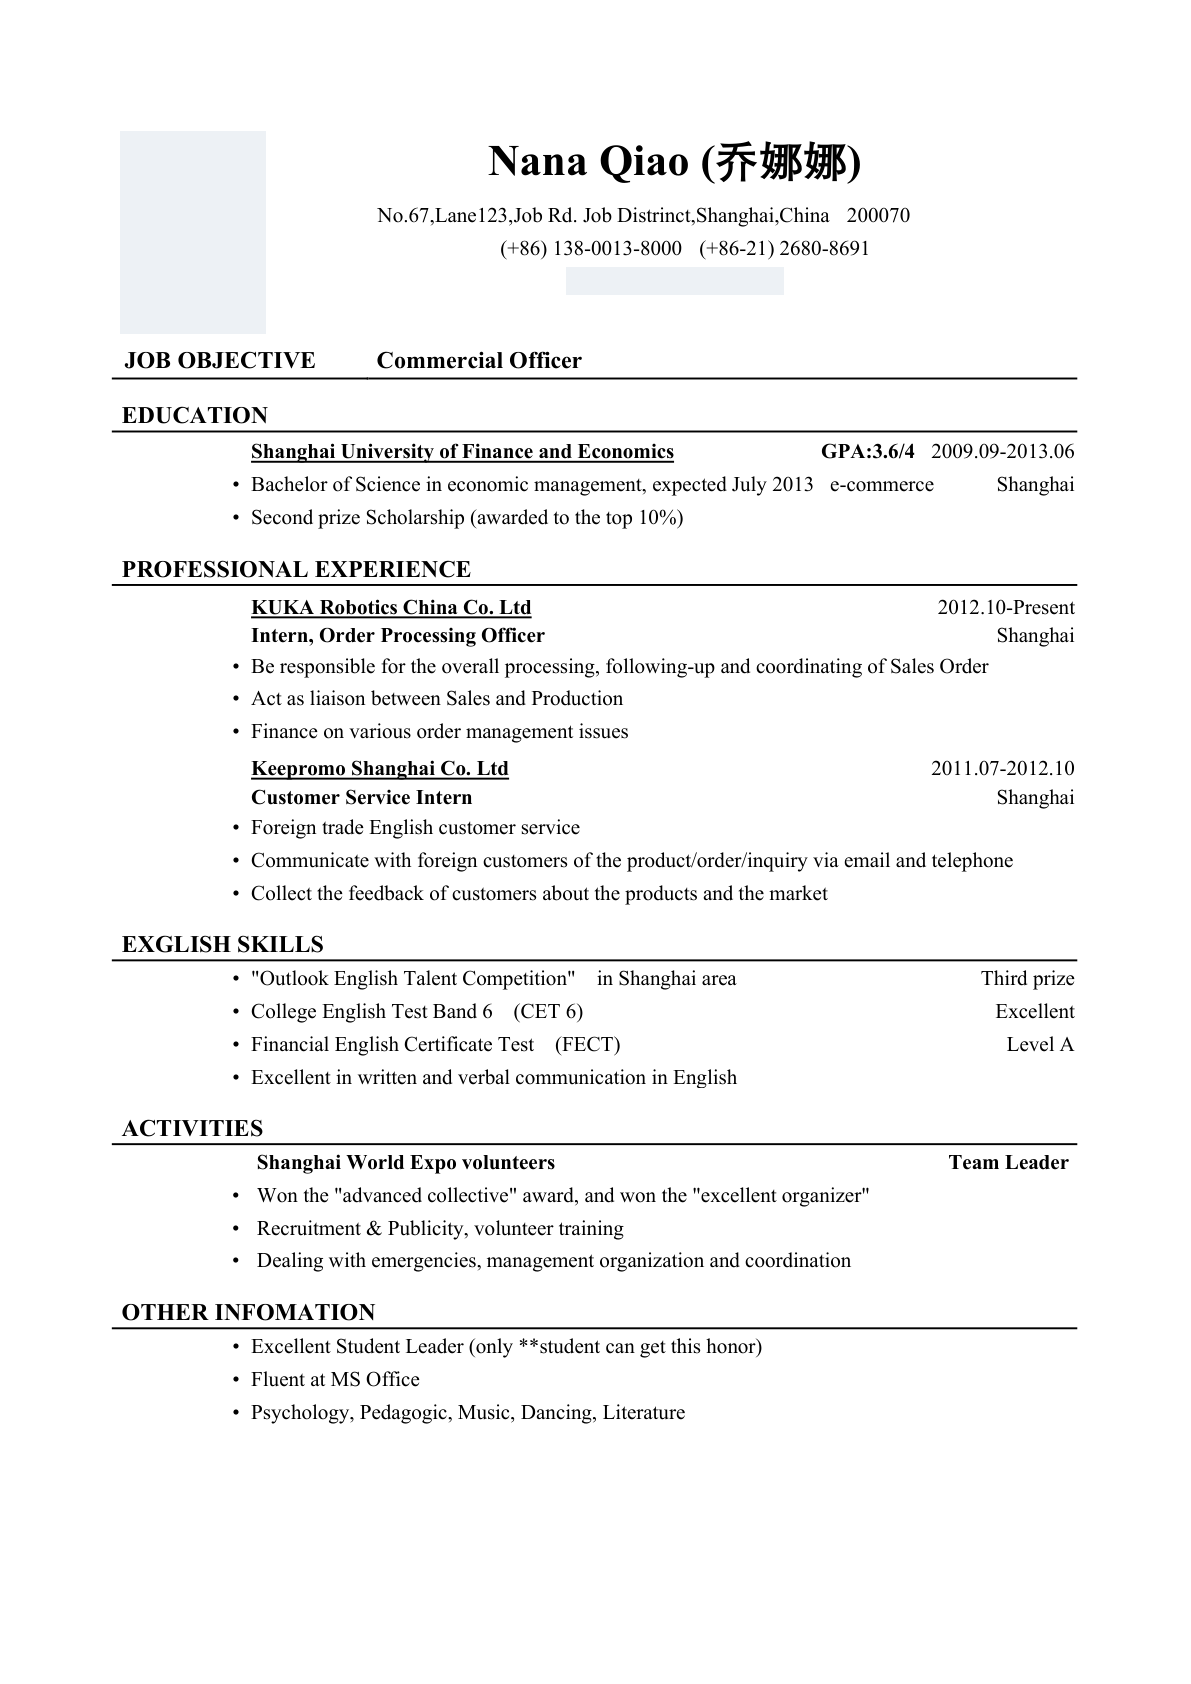 Nana Qiao (乔娜娜)
No.67,Lane123,Job Rd. Job Distrinct,Shanghai,China 200070
(+86) 138-0013-8000 (+86-21) 2680-8691
JOB OBJECTIVE Commercial Officer
EDUCATION
Shanghai University of Finance and Economics GPA:3.6/4 2009.09-2013.06
• Bachelor of Science in economic management, expected July 2013 e-commerce Shanghai
• Second prize Scholarship (awarded to the top 10%)
PROFESSIONAL EXPERIENCE
KUKA Robotics China Co. Ltd 2012.10-Present
Intern, Order Processing Officer Shanghai
• Be responsible for the overall processing, following-up and coordinating of Sales Order
• Act as liaison between Sales and Production
• Finance on various order management issues
Keepromo Shanghai Co. Ltd 2011.07-2012.10
Customer Service Intern Shanghai
• Foreign trade English customer service
• Communicate with foreign customers of the product/order/inquiry via email and telephone
• Collect the feedback of customers about the products and the market
EXGLISH SKILLS
• "Outlook English Talent Competition" in Shanghai area Third prize
• College English Test Band 6 (CET 6) Excellent
• Financial English Certificate Test (FECT) Level A
• Excellent in written and verbal communication in English
ACTIVITIES
Shanghai World Expo volunteers Team Leader
• Won the "advanced collective" award, and won the "excellent organizer"
• Recruitment & Publicity, volunteer training
• Dealing with emergencies, management organization and coordination
OTHER INFOMATION
• Excellent Student Leader (only **student can get this honor)
• Fluent at MS Office
• Psychology, Pedagogic, Music, Dancing, Literature